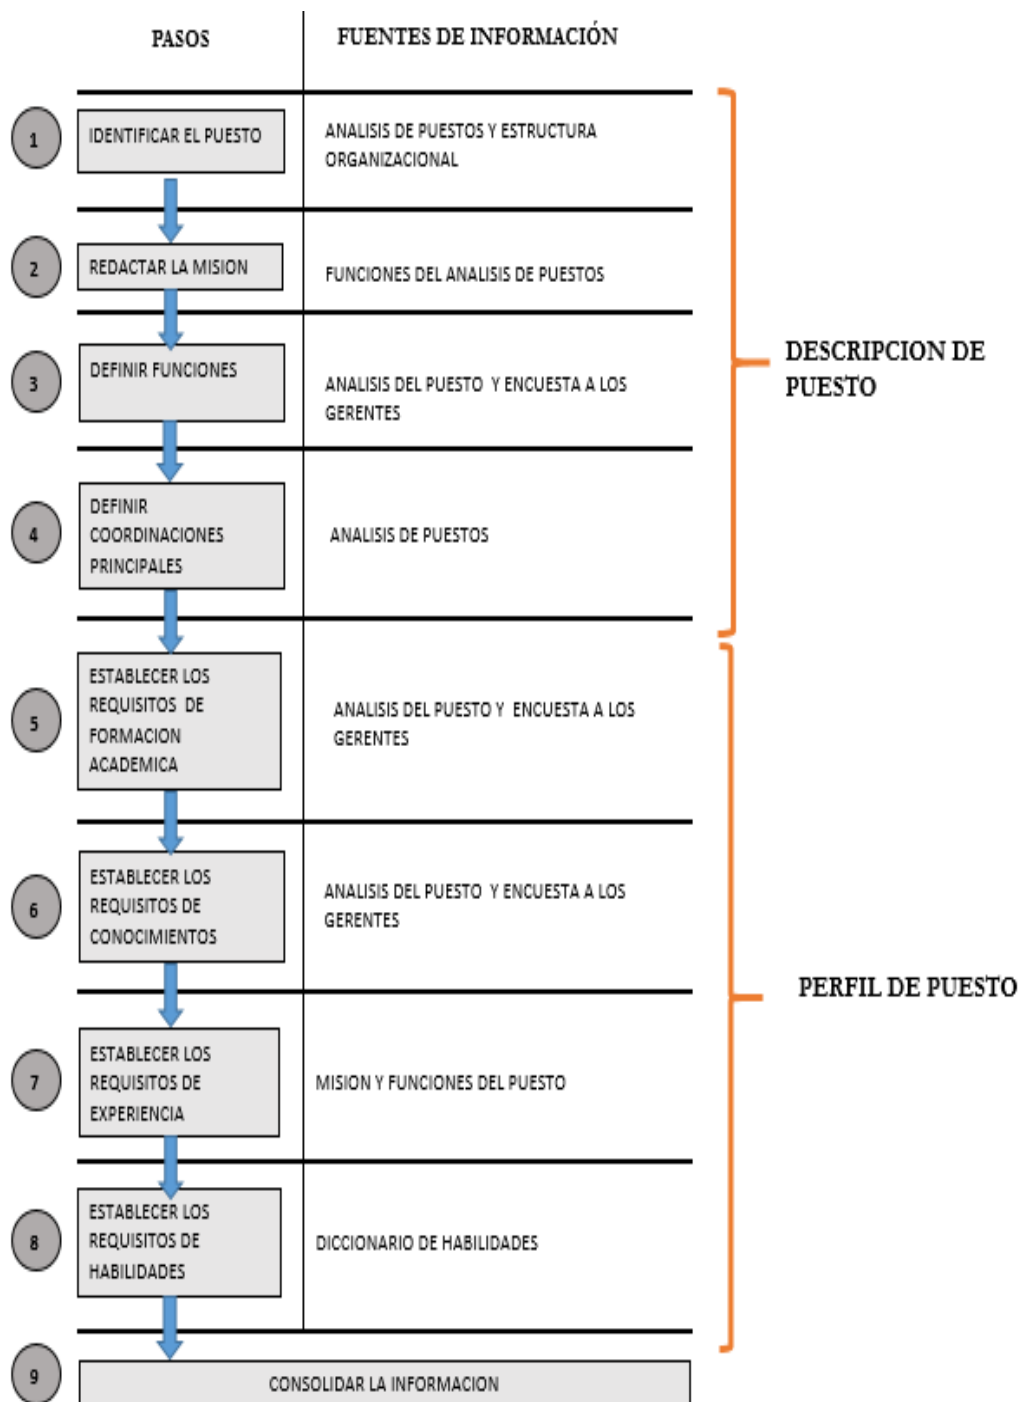 PASOS
FUENTES DE INFORMACIÓN
1
IDENTIFICAR EL PUESTO
ANALISIS DE PUESTOS Y ESTRUCTURA
ORGANIZACIONAL
2
REDACTAR LA MISION
FUNCIONES DEL ANALISIS DE PUESTOS
3
DEFINIR FUNCIONES
ANALISIS DEL PUESTO Y ENCUESTA A LOS
GERENTES
DESCRIPCION DE
PUESTO
4
DEFINIR
COORDINACIONES
PRINCIPALES
ANALISIS DE PUESTOS
5
ESTABLECER LOS
REQUISITOS DE
FORMACION
ACADEMICA
ANALISIS DEL PUESTO Y ENCUESTA A LOS
GERENTES
6
ESTABLECER LOS
REQUISITOS DE
CONOCIMIENTOS
ANALISIS DEL PUESTO Y ENCUESTA A LOS
GERENTES
PERFIL DE PUESTO
7
ESTABLECER LOS
REQUISITOS DE
EXPERIENCIA
MISION Y FUNCIONES DEL PUESTO
8
ESTABLECER LOS
REQUISITOS DE
HABILIDADES
DICCIONARIO DE HABILIDADES
9
CONSOLIDAR LA INFORMACION